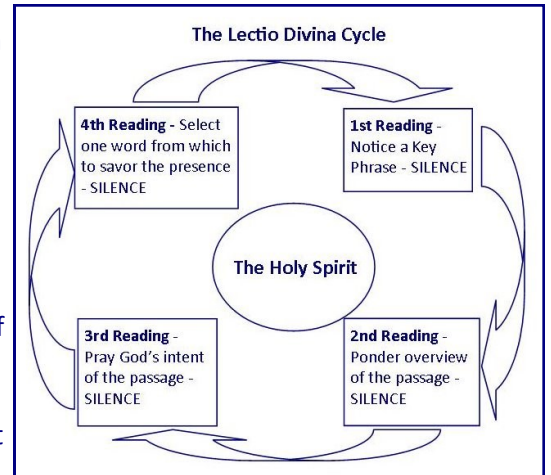 The Lectio Divina Cycle
4th Reading - Select
one word from which
to savor the presence
- SILENCE
1st Reading -
Notice a Key
Phrase - SILENCE
The Holy Spirit
3rd Reading -
Pray God's intent
of the passage -
SILENCE
2nd Reading -
Ponder overview
of the passage -
SILENCE